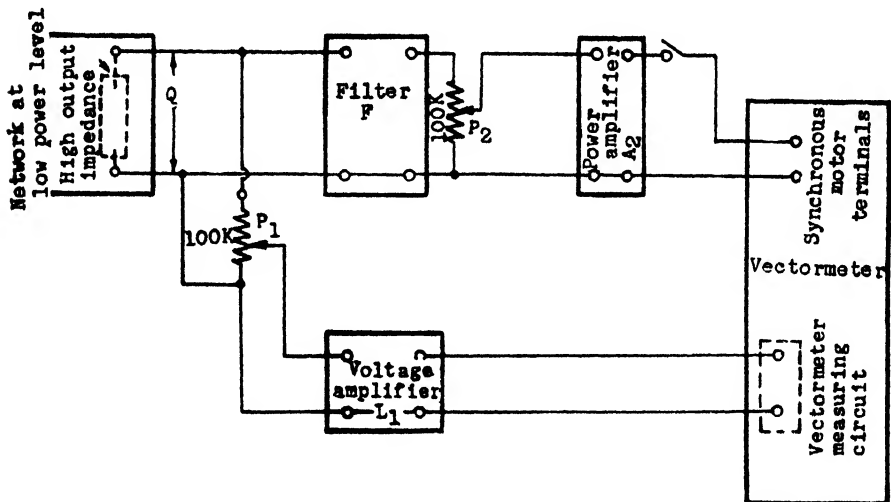 Network at
low power level
High output
impedance
Q
Filter
F
100K
P2
Power
amplifier
A2
Synchronous
motor
terminals
Vectormeter
100K
P1
Voltage
amplifier
L1
Vectormeter
measuring
circuit